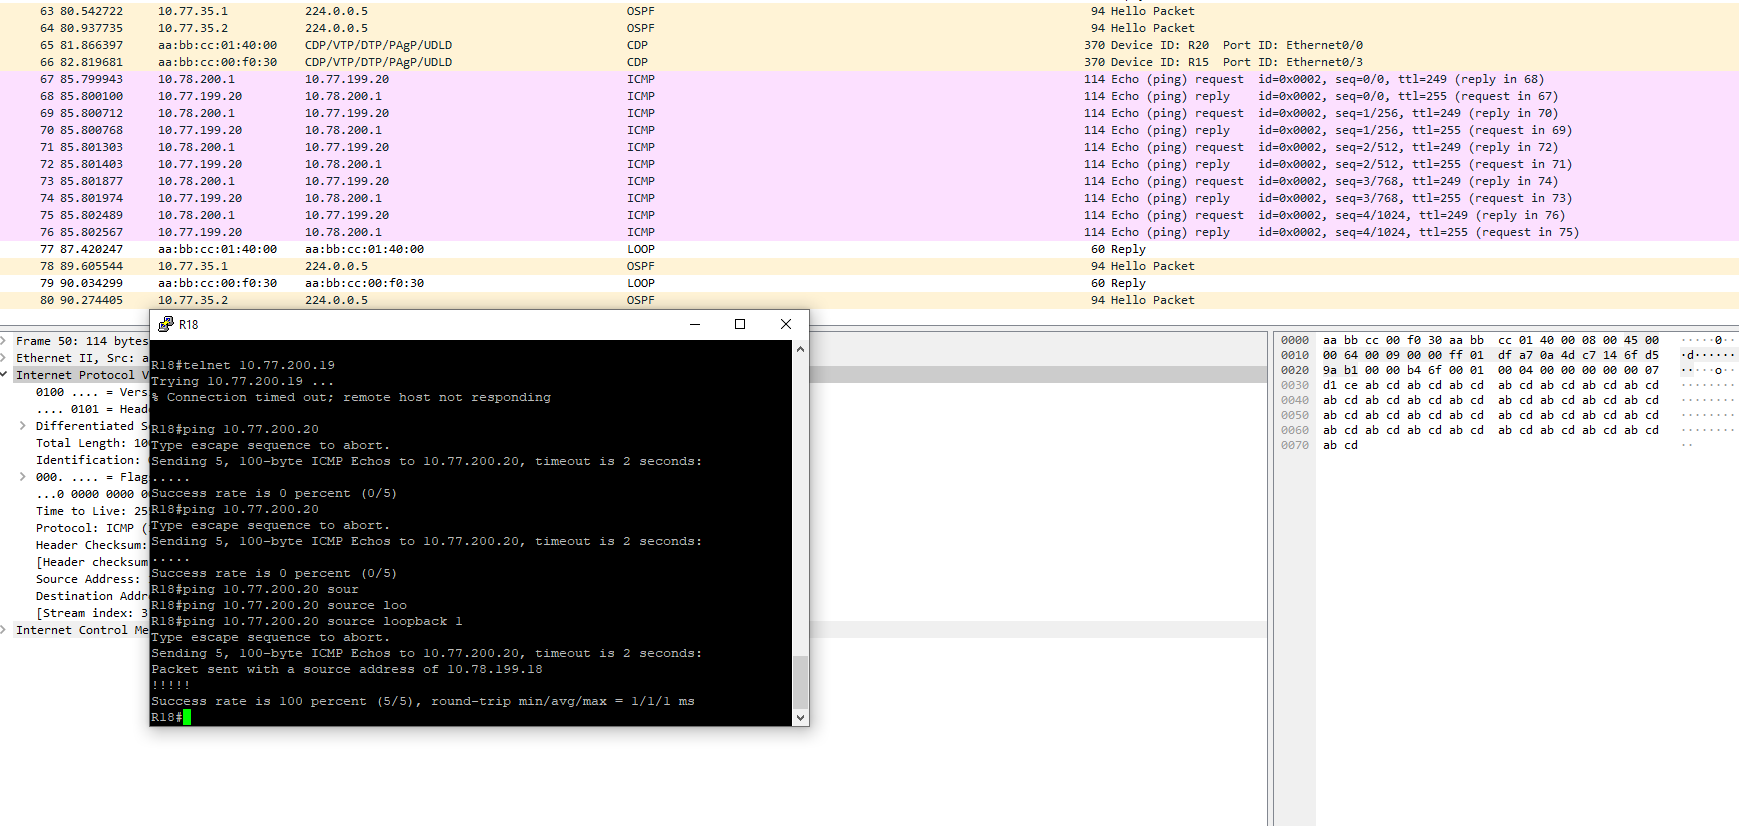 63 80.542722 10.77.35.1 224.0.0.5 OSPF 94 Hello Packet
64 80.937735 10.77.35.2 224.0.0.5 OSPF 94 Hello Packet
65 81.866397 aa:bb:cc:01:40:00 CDP/VTP/DTP/PAgP/UDLD CDP 370 Device ID: R20 Port ID: Ethernet0/0
66 82.819681 aa:bb:cc:00:f0:30 CDP/VTP/DTP/PAgP/UDLD CDP 370 Device ID: R15 Port ID: Ethernet0/3
67 85.799943 10.78.200.1 10.77.199.20 ICMP 114 Echo (ping) request id=0x0002, seq=0/0, ttl=249 (reply in 68)
68 85.800100 10.77.199.20 10.78.200.1 ICMP 114 Echo (ping) reply id=0x0002, seq=0/0, ttl=255 (request in 67)
69 85.800712 10.78.200.1 10.77.199.20 ICMP 114 Echo (ping) request id=0x0002, seq=1/256, ttl=249 (reply in 70)
70 85.800768 10.77.199.20 10.78.200.1 ICMP 114 Echo (ping) reply id=0x0002, seq=1/256, ttl=255 (request in 69)
71 85.801303 10.78.200.1 10.77.199.20 ICMP 114 Echo (ping) request id=0x0002, seq=2/512, ttl=249 (reply in 72)
72 85.801403 10.77.199.20 10.78.200.1 ICMP 114 Echo (ping) reply id=0x0002, seq=2/512, ttl=255 (request in 71)
73 85.801877 10.78.200.1 10.77.199.20 ICMP 114 Echo (ping) request id=0x0002, seq=3/768, ttl=249 (reply in 74)
74 85.801974 10.77.199.20 10.78.200.1 ICMP 114 Echo (ping) reply id=0x0002, seq=3/768, ttl=255 (request in 73)
75 85.802489 10.78.200.1 10.77.199.20 ICMP 114 Echo (ping) request id=0x0002, seq=4/1024, ttl=249 (reply in 76)
76 85.802567 10.77.199.20 10.78.200.1 ICMP 114 Echo (ping) reply id=0x0002, seq=4/1024, ttl=255 (request in 75)
77 87.420247 aa:bb:cc:01:40:00 aa:bb:cc:01:40:00 LOOP 60 Reply
78 89.605544 10.77.35.1 224.0.0.5 OSPF 94 Hello Packet
79 90.034299 aa:bb:cc:00:f0:30 aa:bb:cc:00:f0:30 LOOP 60 Reply
80 90.274405 10.77.35.2 224.0.0.5 OSPF 94 Hello Packet
Frame 50: 114 bytes
Ethernet II, Src: a
Internet Protocol V
0100 .... = Vers
.... 0101 = Head
Differentiated S
Total Length: 10
Identification:
000. .... = Flag
...0 0000 0000 0
Time to Live: 25
Protocol: ICMP (
Header Checksum:
[Header checksum
Source Address:
Destination Addr
[Stream index: 3
Internet Control Me
R18
R18#telnet 10.77.200.19
Trying 10.77.200.19 ...
% Connection timed out; remote host not responding
R18#ping 10.77.200.20
Type escape sequence to abort.
Sending 5, 100-byte ICMP Echos to 10.77.200.20, timeout is 2 seconds:
.....
Success rate is 0 percent (0/5)
R18#ping 10.77.200.20
Type escape sequence to abort.
Sending 5, 100-byte ICMP Echos to 10.77.200.20, timeout is 2 seconds:
.....
Success rate is 0 percent (0/5)
R18#ping 10.77.200.20 sour
R18#ping 10.77.200.20 source loo
R18#ping 10.77.200.20 source loopback 1
Type escape sequence to abort.
Sending 5, 100-byte ICMP Echos to 10.77.200.20, timeout is 2 seconds:
Packet sent with a source address of 10.78.199.18
!!!!!
Success rate is 100 percent (5/5), round-trip min/avg/max = 1/1/1 ms
R18#
0000 aa bb cc 00 f0 30 aa bb cc 01 40 00 08 00 45 00 ·····0··
0010 00 64 00 09 00 00 ff 01 df a7 0a 4d c7 14 6f d5 ·d······
0020 9a b1 00 00 b4 6f 00 01 00 04 00 00 00 00 00 07 ·····o··
0030 d1 ce ab cd ab cd ab cd ab cd ab cd ab cd ab cd ········
0040 ab cd ab cd ab cd ab cd ab cd ab cd ab cd ab cd ········
0050 ab cd ab cd ab cd ab cd ab cd ab cd ab cd ab cd ········
0060 ab cd ab cd ab cd ab cd ab cd ab cd ab cd ab cd ········
0070 ab cd ··